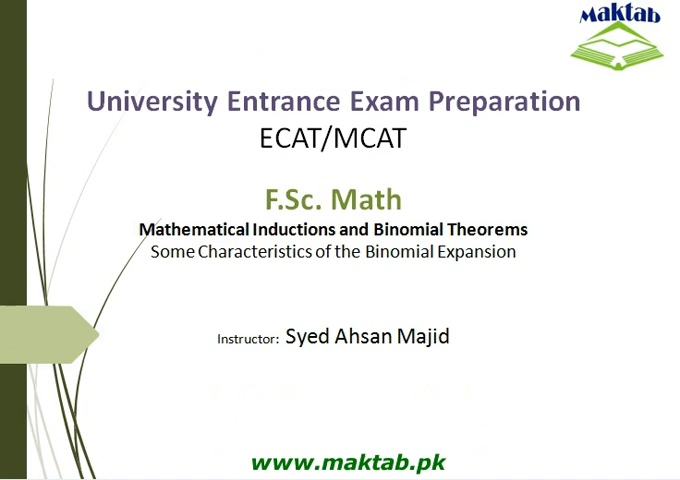 Maktab
University Entrance Exam Preparation
ECAT/MCAT
F.Sc. Math
Mathematical Inductions and Binomial Theorems
Some Characteristics of the Binomial Expansion
Instructor: Syed Ahsan Majid
www.maktab.pk